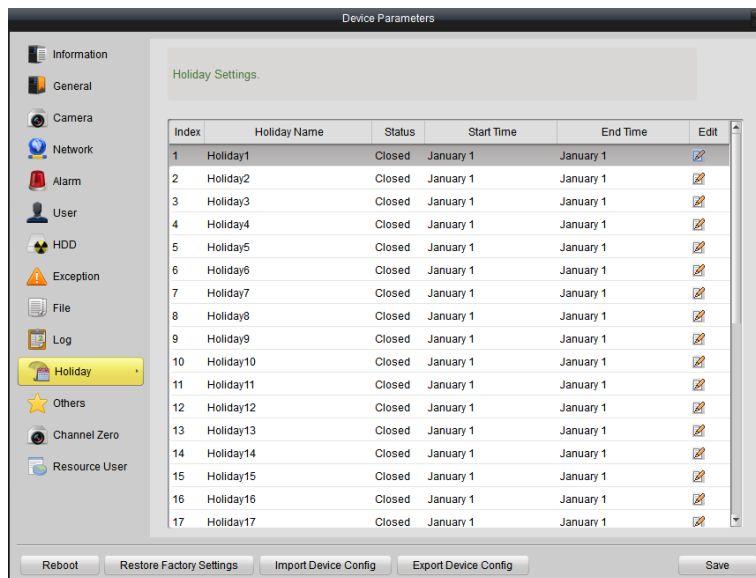 Device Parameters
Information
General
Camera
Network
Alarm
User
HDD
Exception
File
Log
Holiday
Others
Channel Zero
Resource User
Holiday Settings.
Index Holiday Name Status Start Time End Time Edit
1 Holiday1 Closed January 1 January 1
2 Holiday2 Closed January 1 January 1
3 Holiday3 Closed January 1 January 1
4 Holiday4 Closed January 1 January 1
5 Holiday5 Closed January 1 January 1
6 Holiday6 Closed January 1 January 1
7 Holiday7 Closed January 1 January 1
8 Holiday8 Closed January 1 January 1
9 Holiday9 Closed January 1 January 1
10 Holiday10 Closed January 1 January 1
11 Holiday11 Closed January 1 January 1
12 Holiday12 Closed January 1 January 1
13 Holiday13 Closed January 1 January 1
14 Holiday14 Closed January 1 January 1
15 Holiday15 Closed January 1 January 1
16 Holiday16 Closed January 1 January 1
17 Holiday17 Closed January 1 January 1
Reboot Restore Factory Settings Import Device Config Export Device Config Save